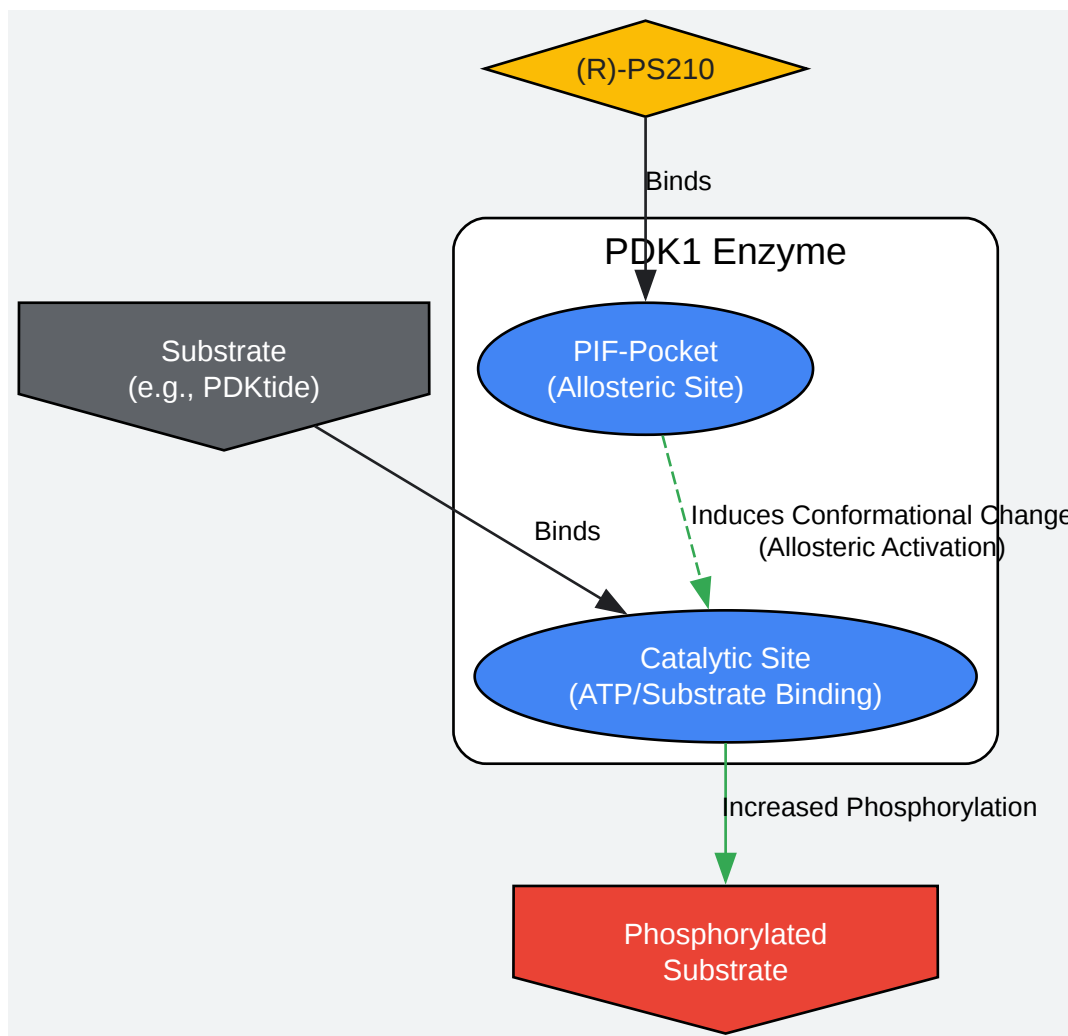 (R)-PS210
Binds
PDK1 Enzyme
Substrate
(e.g., PDKtide)
PIF-Pocket
(Allosteric Site)
Induces Conformational Change
(Allosteric Activation)
Binds
Catalytic Site
(ATP/Substrate Binding)
Increased Phosphorylation
Phosphorylated
Substrate